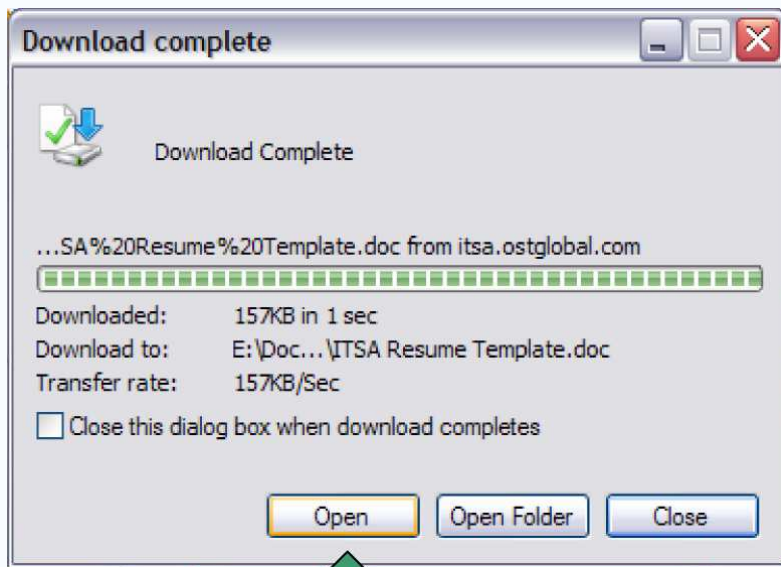 Download complete
Download Complete
...SA%20Resume%20Template.doc from itsa.ostglobal.com
Downloaded: 157KB in 1 sec
Download to: E:\Doc...\ITSA Resume Template.doc
Transfer rate: 157KB/Sec
Close this dialog box when download completes
Open Open Folder Close